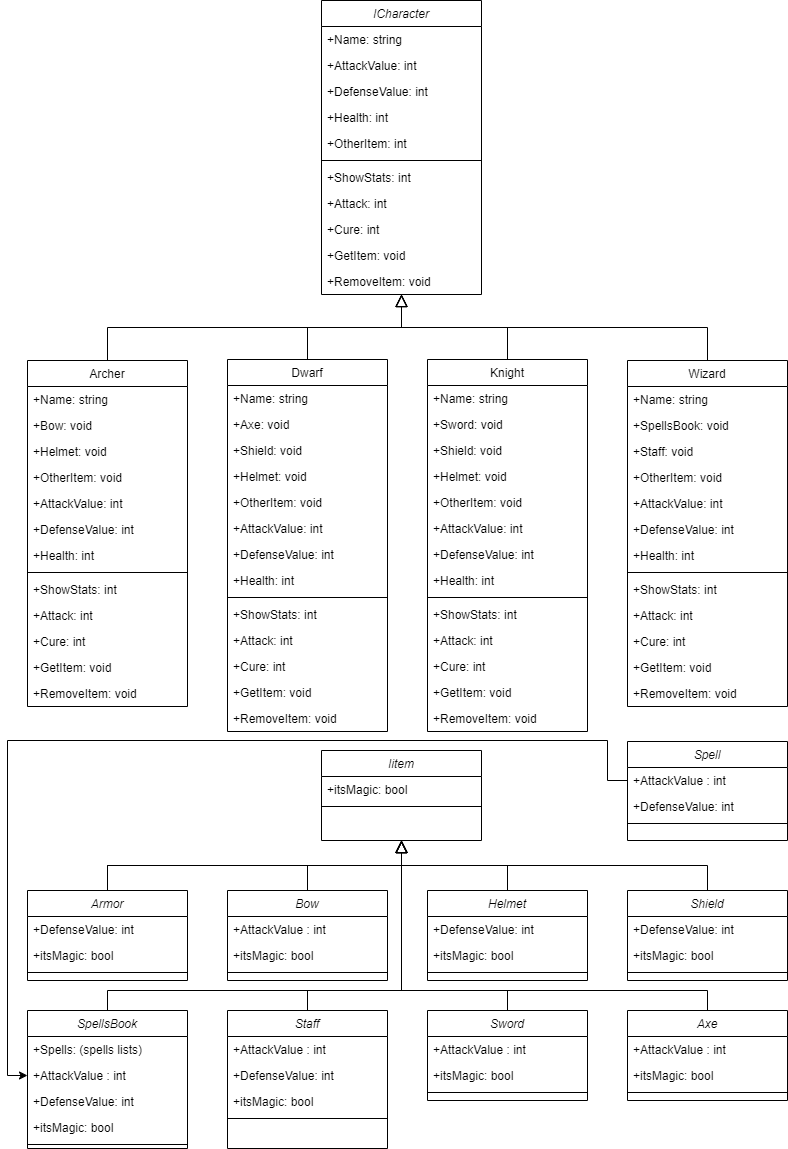 ICharacter
+Name: string
+AttackValue: int
+DefenseValue: int
+Health: int
+OtherItem: int
+ShowStats: int
+Attack: int
+Cure: int
+GetItem: void
+RemoveItem: void
Archer
+Name: string
+Bow: void
+Helmet: void
+OtherItem: void
+AttackValue: int
+DefenseValue: int
+Health: int
+ShowStats: int
+Attack: int
+Cure: int
+GetItem: void
+RemoveItem: void
Dwarf
+Name: string
+Axe: void
+Shield: void
+Helmet: void
+OtherItem: void
+AttackValue: int
+DefenseValue: int
+Health: int
+ShowStats: int
+Attack: int
+Cure: int
+GetItem: void
+RemoveItem: void
Knight
+Name: string
+Sword: void
+Shield: void
+Helmet: void
+OtherItem: void
+AttackValue: int
+DefenseValue: int
+Health: int
+ShowStats: int
+Attack: int
+Cure: int
+GetItem: void
+RemoveItem: void
Wizard
+Name: string
+SpellsBook: void
+Staff: void
+OtherItem: void
+AttackValue: int
+DefenseValue: int
+Health: int
+ShowStats: int
+Attack: int
+Cure: int
+GetItem: void
+RemoveItem: void
Iitem
+itsMagic: bool
Spell
+AttackValue : int
+DefenseValue: int
Armor
+DefenseValue: int
+itsMagic: bool
Bow
+AttackValue : int
+itsMagic: bool
Helmet
+DefenseValue: int
+itsMagic: bool
Shield
+DefenseValue: int
+itsMagic: bool
SpellsBook
+Spells: (spells lists)
+AttackValue : int
+DefenseValue: int
+itsMagic: bool
Staff
+AttackValue : int
+DefenseValue: int
+itsMagic: bool
Sword
+AttackValue : int
+itsMagic: bool
Axe
+AttackValue : int
+itsMagic: bool